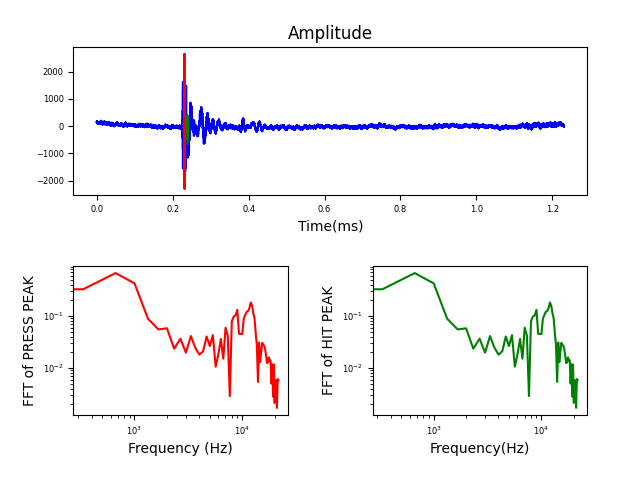 Amplitude
2000
1000
0
−1000
−2000
0.0 0.2 0.4 0.6 0.8 1.0 1.2
Time(ms)
FFT of PRESS PEAK
10⁻¹
10⁻²
10³ 10⁴
Frequency (Hz)
FFT of HIT PEAK
10⁻¹
10⁻²
10³ 10⁴
Frequency(Hz)